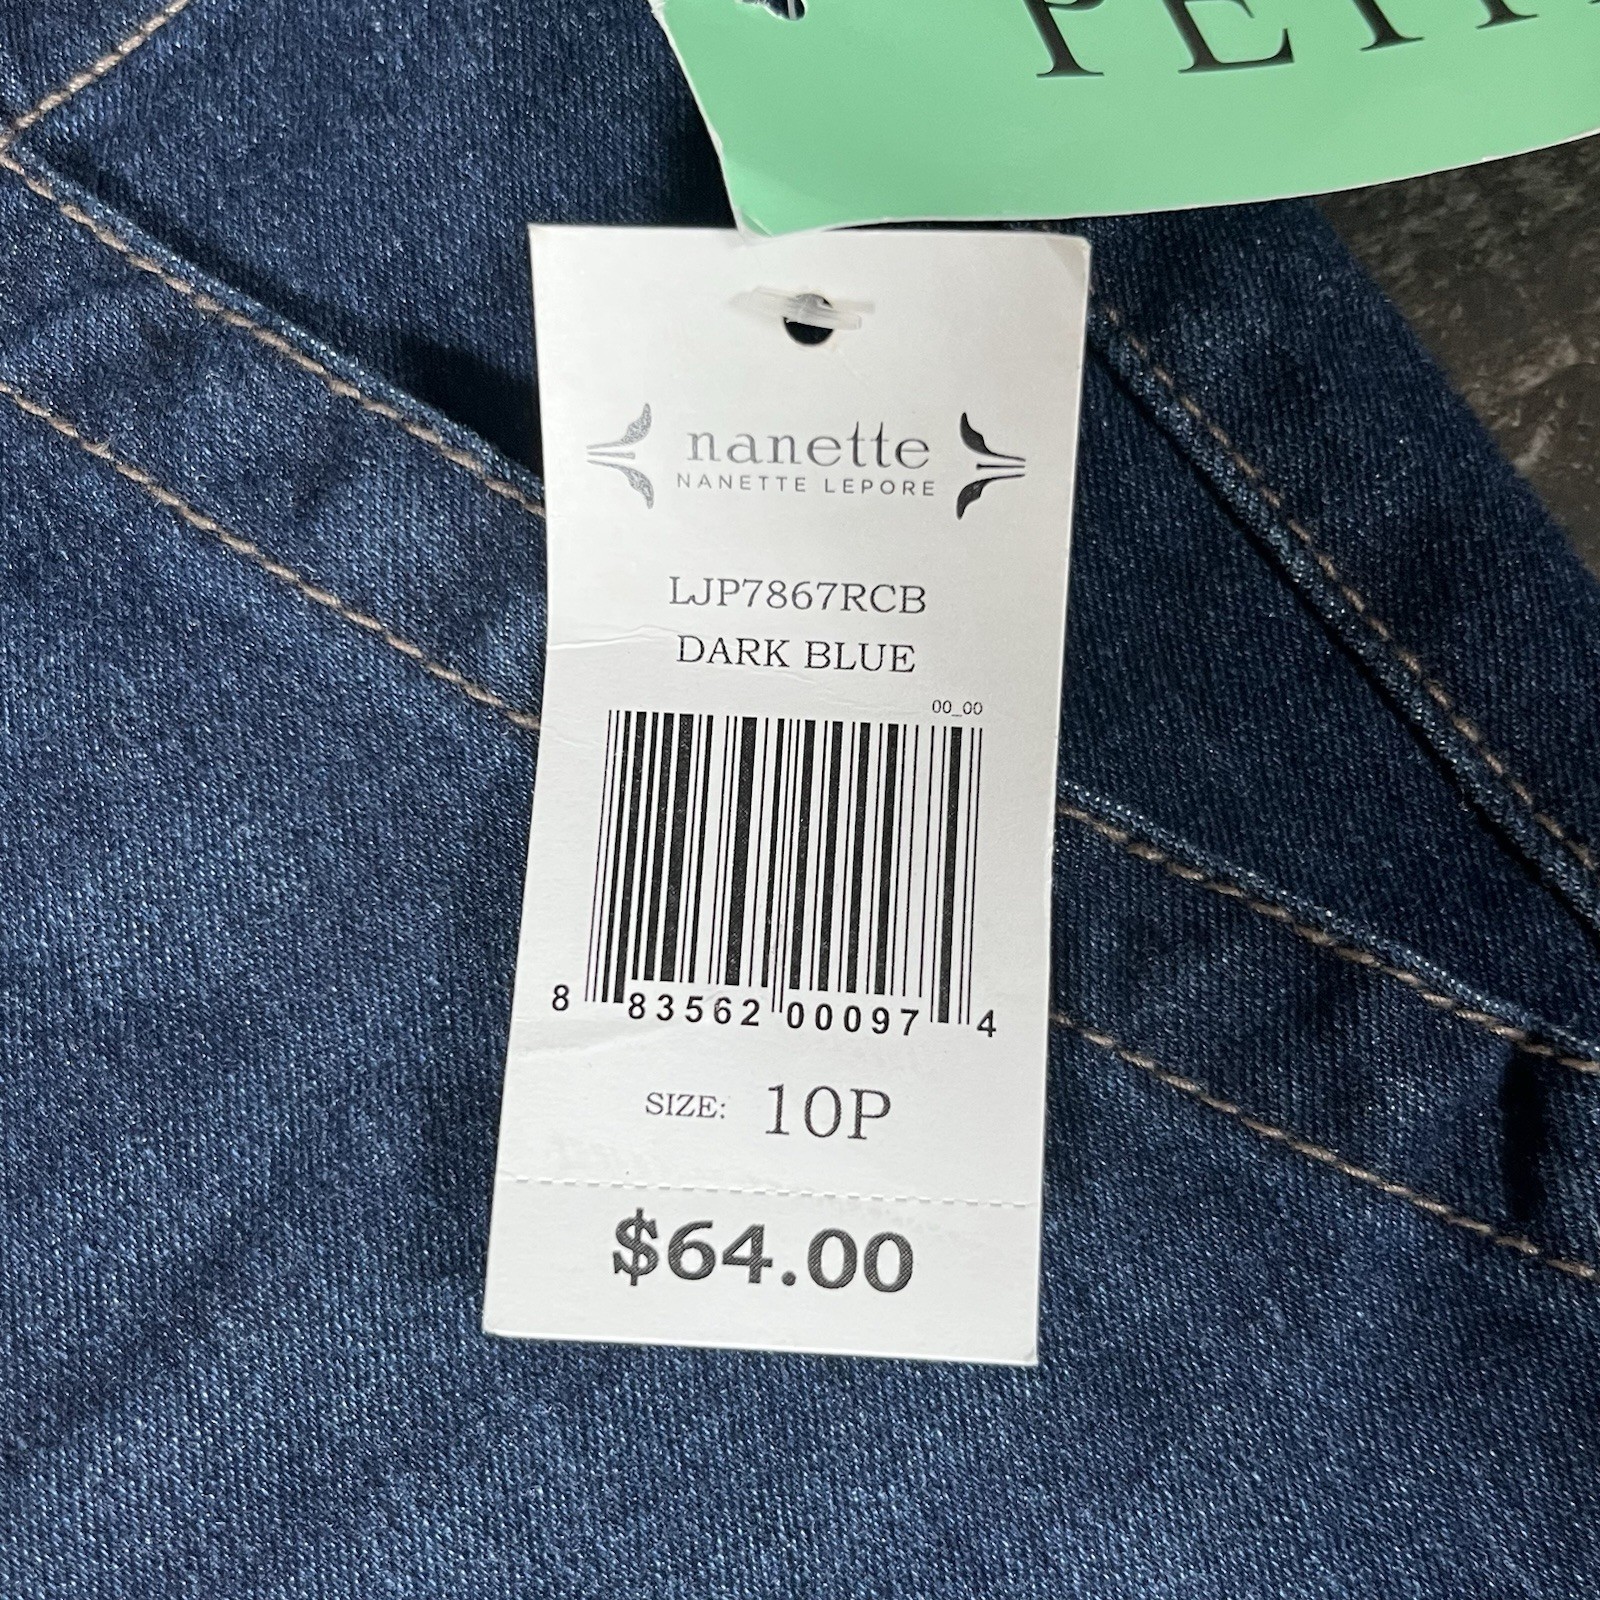 nanette
NANETTE LEPORE
LJP7867RCB
DARK BLUE
00_00
8 83562 00097 4
SIZE: 10P
$64.00